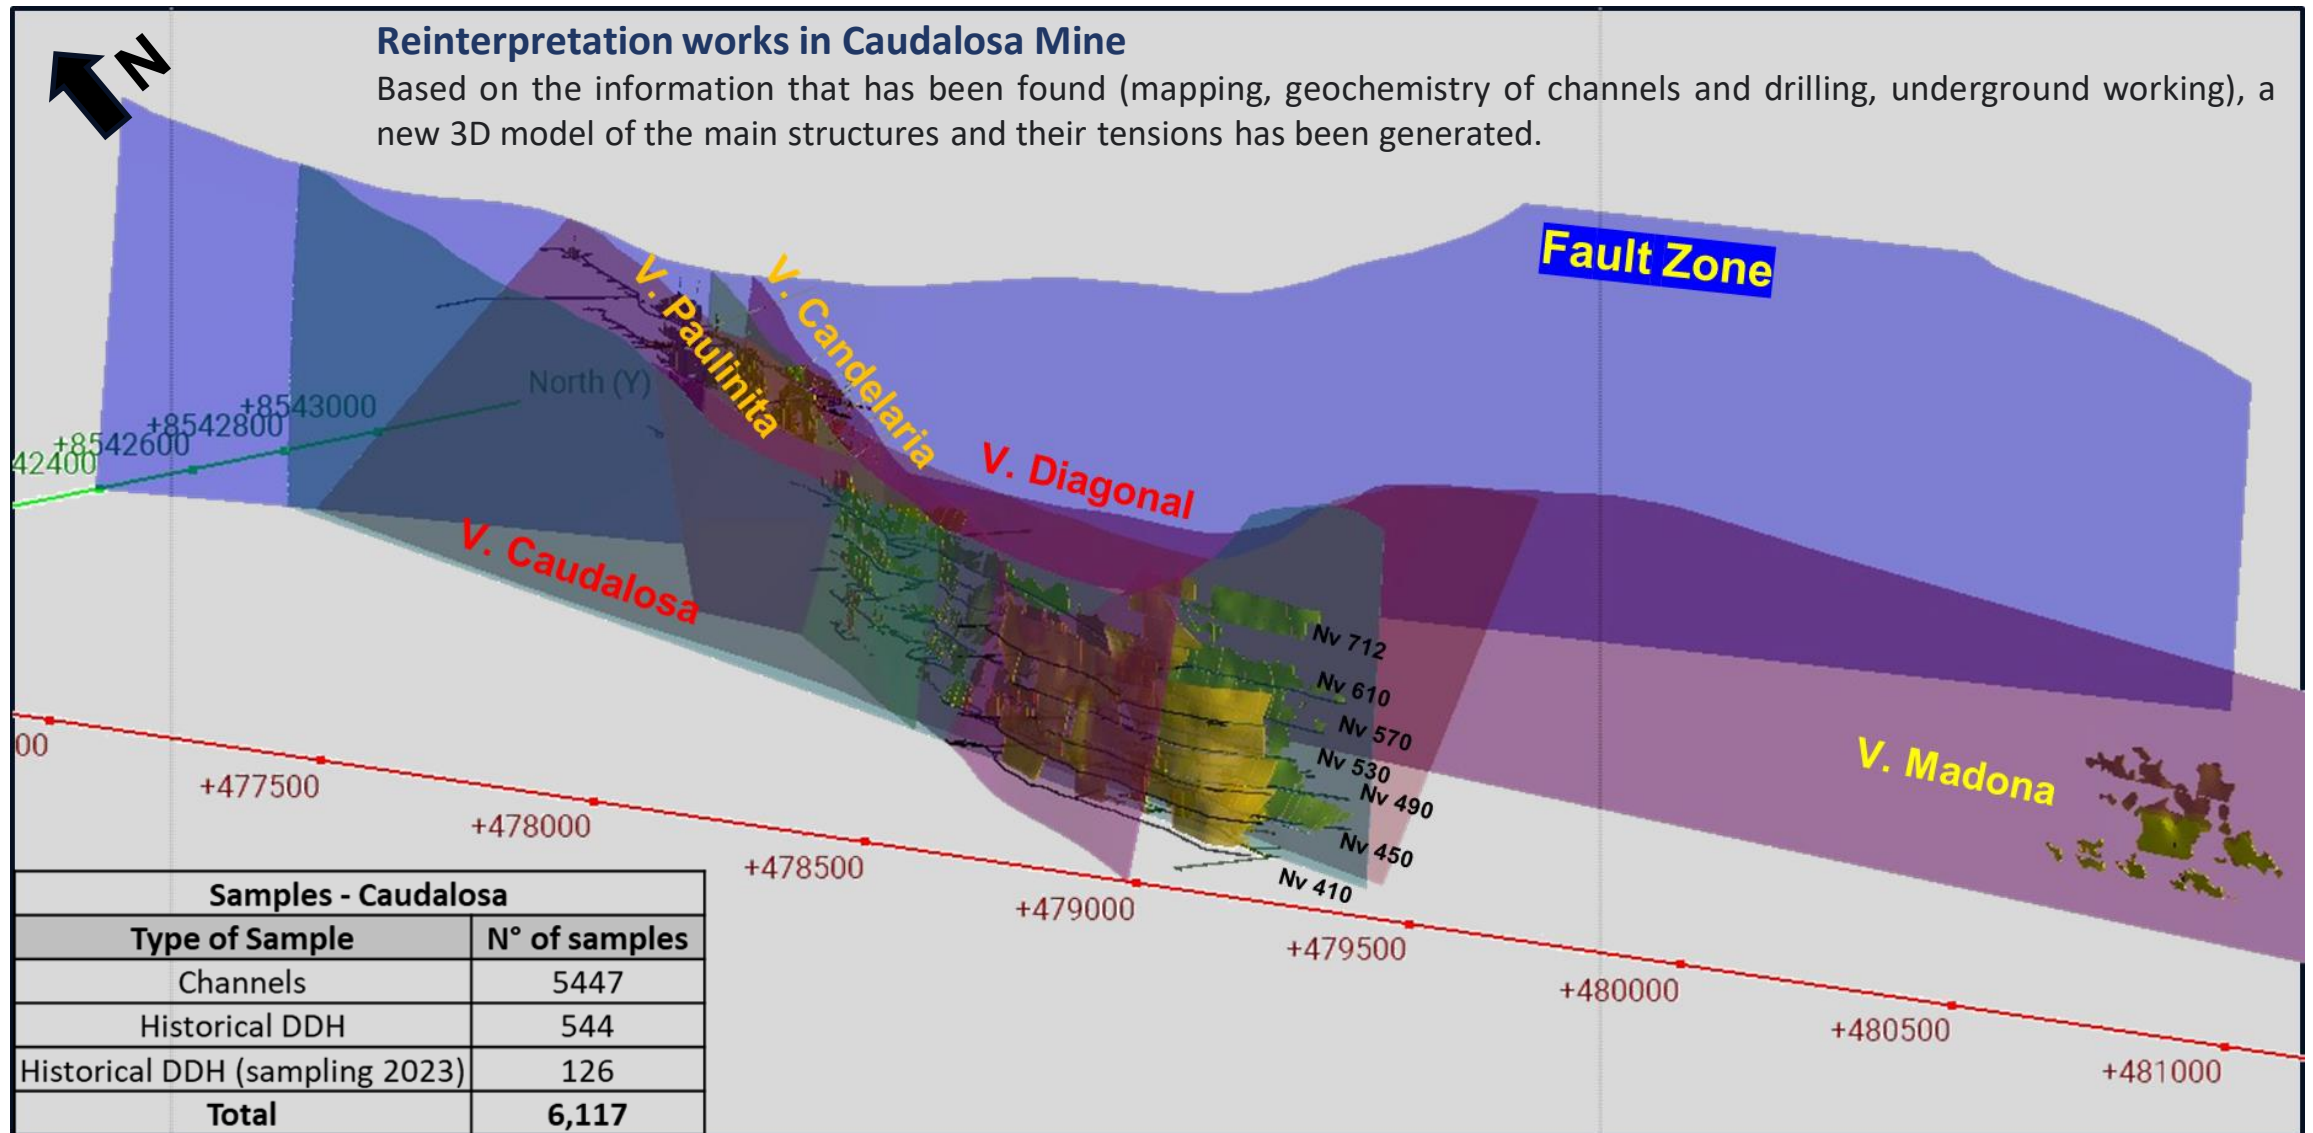 N
Reinterpretation works in Caudalosa Mine
Based on the information that has been found (mapping, geochemistry of channels and drilling, underground working), a
new 3D model of the main structures and their tensions has been generated.
Fault Zone
V. Paulinita
V. Candelaria
V. Diagonal
V. Caudalosa
V. Madona
North (Y)
+8543000
+8542800
+8542600
42400
Nv 712
Nv 610
Nv 570
Nv 530
Nv 490
Nv 450
Nv 410
00
+477500
+478000
+478500
+479000
+479500
+480000
+480500
+481000
Samples - Caudalosa
Type of Sample N° of samples
Channels 5447
Historical DDH 544
Historical DDH (sampling 2023) 126
Total 6,117